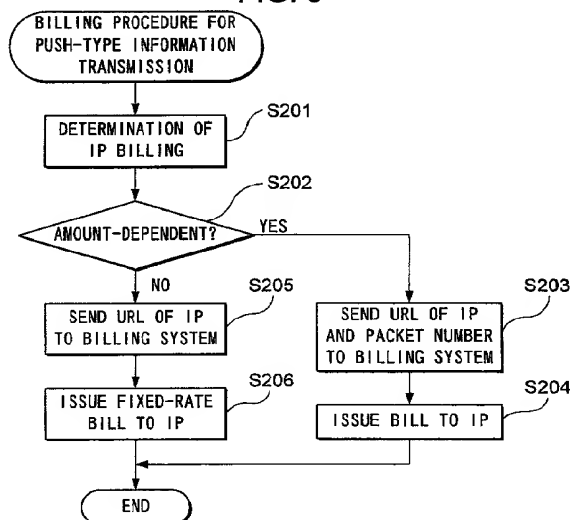 BILLING PROCEDURE FOR
PUSH-TYPE INFORMATION
TRANSMISSION
S201
DETERMINATION OF
IP BILLING
S202
AMOUNT-DEPENDENT?
YES
NO
S205
SEND URL OF IP
TO BILLING SYSTEM
S203
SEND URL OF IP
AND PACKET NUMBER
TO BILLING SYSTEM
S206
ISSUE FIXED-RATE
BILL TO IP
S204
ISSUE BILL TO IP
END